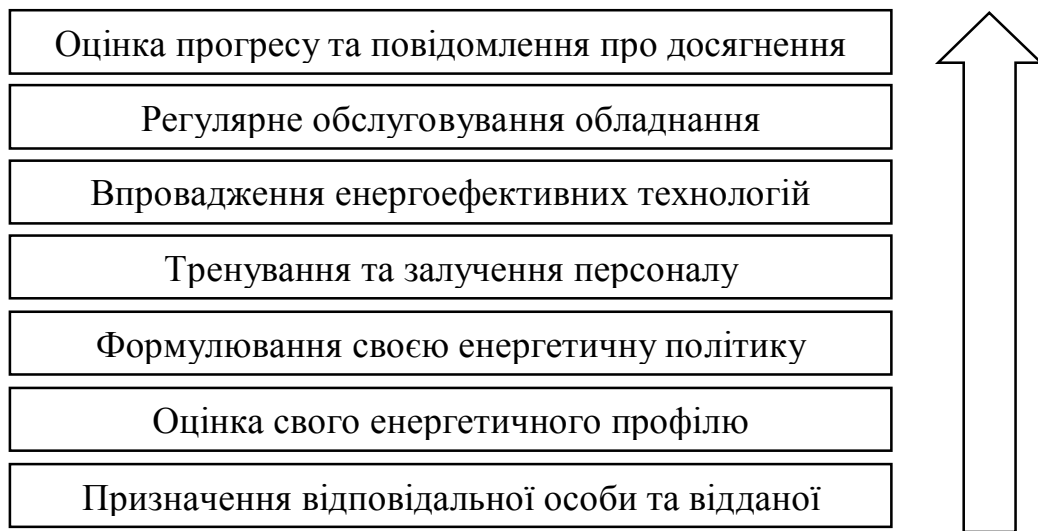 Оцінка прогресу та повідомлення про досягнення
Регулярне обслуговування обладнання
Впровадження енергоефективних технологій
Тренування та залучення персоналу
Формулювання своєю енергетичну політику
Оцінка свого енергетичного профілю
Призначення відповідальної особи та відданої